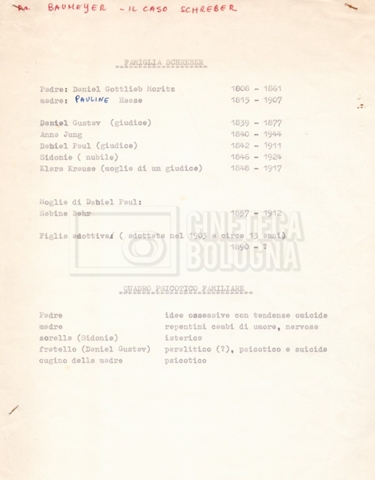 da BAUMEYER - IL CASO SCHREBER
FAMIGLIA SCHREBER
Padre: Daniel Gottlieb Moritz 1808 - 1861
madre: PAULINE Haase 1815 - 1907
Daniel Gustav (giudice) 1839 - 1877
Anna Jung 1840 - 1944
Daniel Paul (giudice) 1842 - 1911
Sidonie ( nubile) 1846 - 1924
Klara Krause (moglie di un giudice) 1848 - 1917
Moglie di Daniel Paul:
Sabine Behr 1857 - 1912
Figlia adottiva ( adottata nel 1903 a circa 13 anni)
1890 - ?
CINETECA
BOLOGNA
QUADRO PSICOTICO FAMILIARE
Padre idee ossessive con tendenze suicide
madre repentini cambi di umore, nervosa
sorella (Sidonie) isterica
fratello (Daniel Gustav) paralitico (?), psicotico e suicida
cugino della madre psicotico